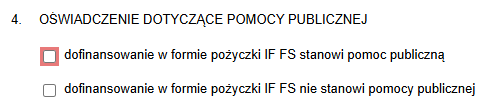 4. OŚWIADCZENIE DOTYCZĄCE POMOCY PUBLICZNEJ
dofinansowanie w formie pożyczki IF FS stanowi pomoc publiczną
dofinansowanie w formie pożyczki IF FS nie stanowi pomocy publicznej